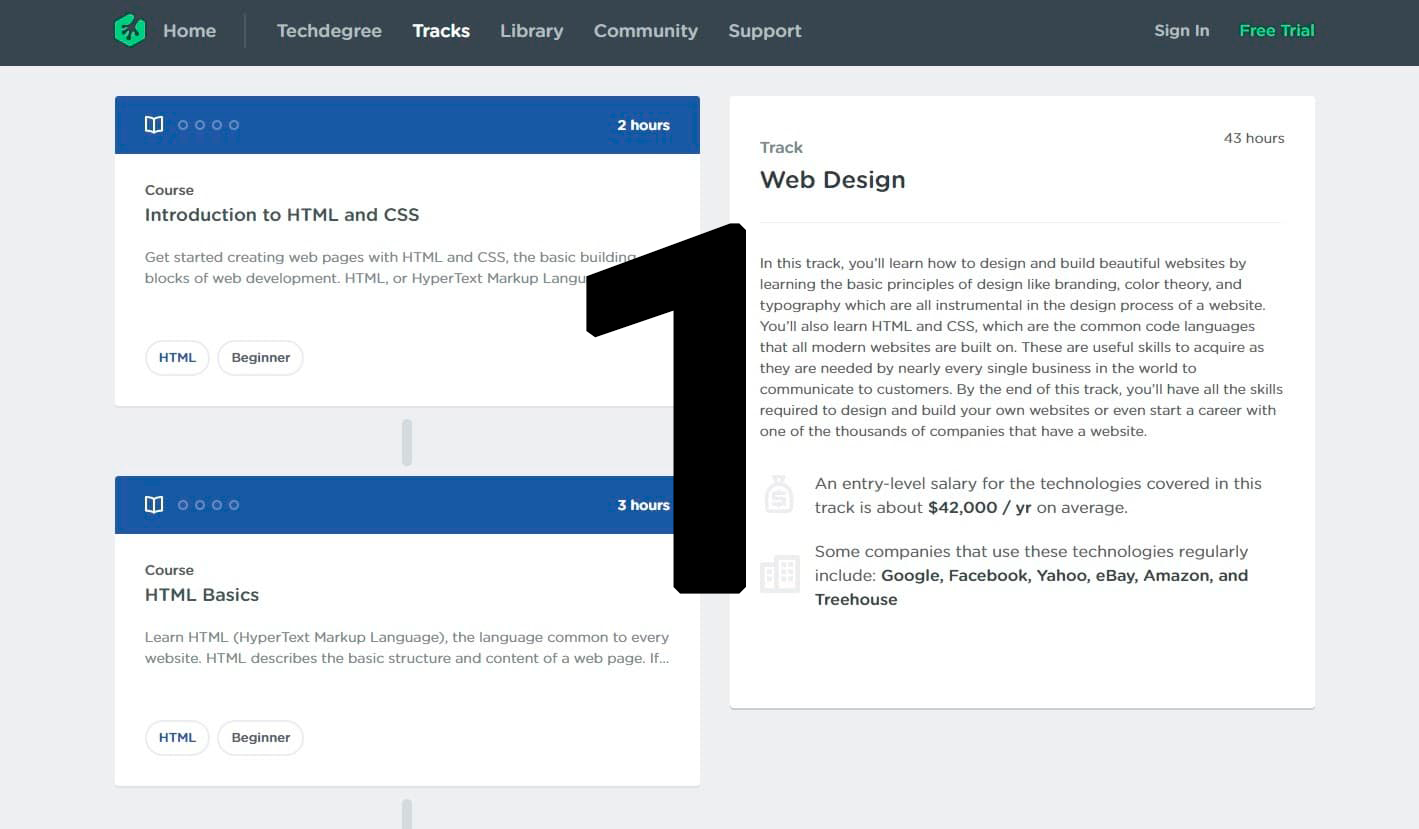 Home
Techdegree
Tracks
Library
Community
Support
Sign In
Free Trial
2 hours
Course
Introduction to HTML and CSS
Get started creating web pages with HTML and CSS, the basic building
blocks of web development. HTML, or HyperText Markup
HTML
Beginner
3 hours
Course
HTML Basics
Learn HTML (HyperText Markup Language), the language common to every
website. HTML describes the basic structure and content of a web page. If...
HTML
Beginner
1
Track
43 hours
Web Design
In this track, you'll learn how to design and build beautiful websites by
learning the basic principles of design like branding, color theory, and
typography which are all instrumental in the design process of a website.
You'll also learn HTML and CSS, which are the common code languages
that all modern websites are built on. These are useful skills to acquire as
they are needed by nearly every single business in the world to
communicate to customers. By the end of this track, you'll have all the skills
required to design and build your own websites or even start a career with
one of the thousands of companies that have a website.
An entry-level salary for the technologies covered in this
track is about $42,000 / yr on average.
Some companies that use these technologies regularly
include: Google, Facebook, Yahoo, eBay, Amazon, and
Treehouse